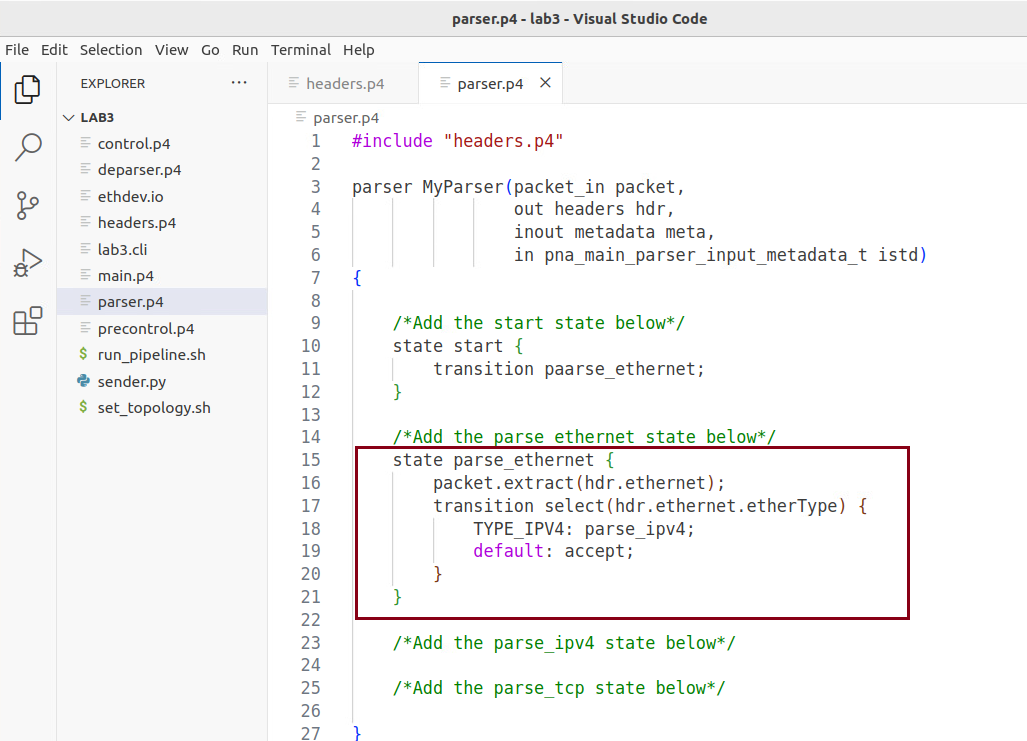 parser.p4 - lab3 - Visual Studio Code
File Edit Selection View Go Run Terminal Help
EXPLORER ···
LAB3
control.p4
deparser.p4
ethdev.io
headers.p4
lab3.cli
main.p4
parser.p4
precontrol.p4
$ run_pipeline.sh
sender.py
$ set_topology.sh
headers.p4 parser.p4
parser.p4
1 #include "headers.p4"
2
3 parser MyParser(packet_in packet,
4 out headers hdr,
5 inout metadata meta,
6 in pna_main_parser_input_metadata_t istd)
7 {
8
9 /*Add the start state below*/
10 state start {
11 transition paarse_ethernet;
12 }
13
14 /*Add the parse ethernet state below*/
15 state parse_ethernet {
16 packet.extract(hdr.ethernet);
17 transition select(hdr.ethernet.etherType) {
18 TYPE_IPV4: parse_ipv4;
19 default: accept;
20 }
21 }
22
23 /*Add the parse_ipv4 state below*/
24
25 /*Add the parse_tcp state below*/
26
27 }